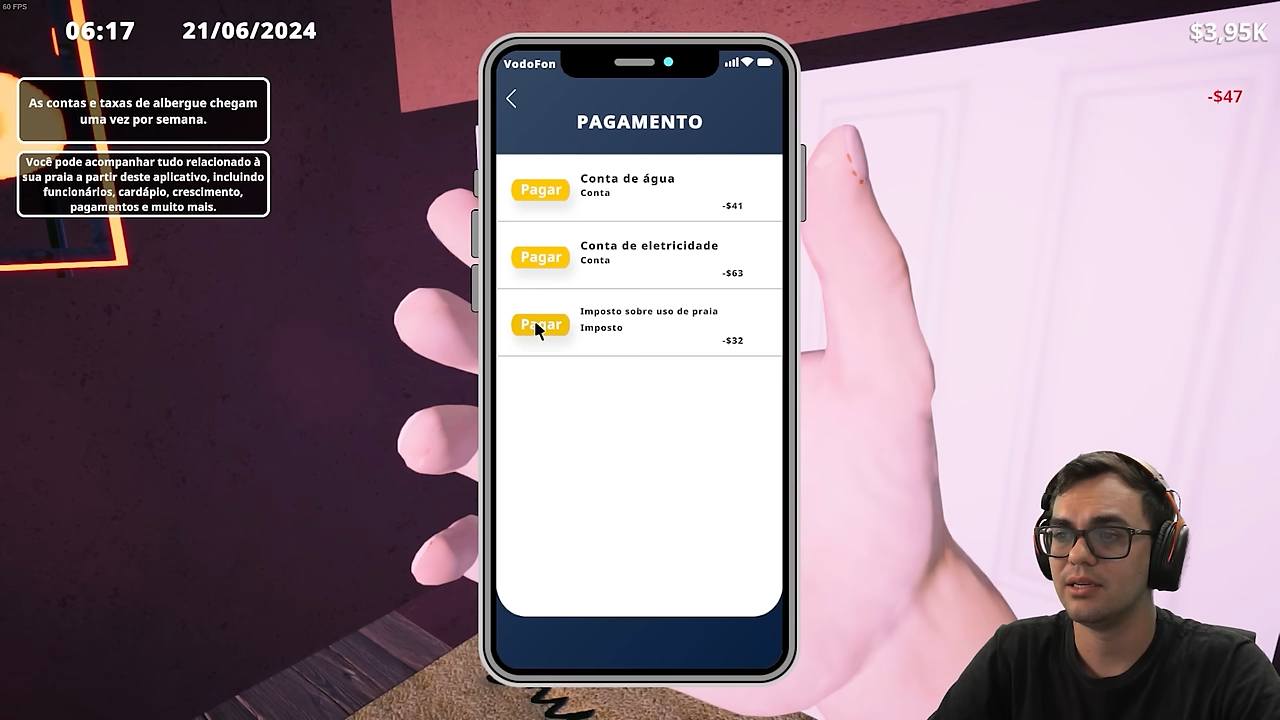 60 FPS
06:17 21/06/2024
$3,95K
-$47
As contas e taxas de albergue chegam
uma vez por semana.
Você pode acompanhar tudo relacionado à
sua praia a partir deste aplicativo, incluindo
funcionários, cardápio, crescimento,
pagamentos e muito mais.
VodoFon
PAGAMENTO
Pagar
Conta de água
Conta
-$41
Pagar
Conta de eletricidade
Conta
-$63
Pagar
Imposto sobre uso de praia
Imposto
-$32